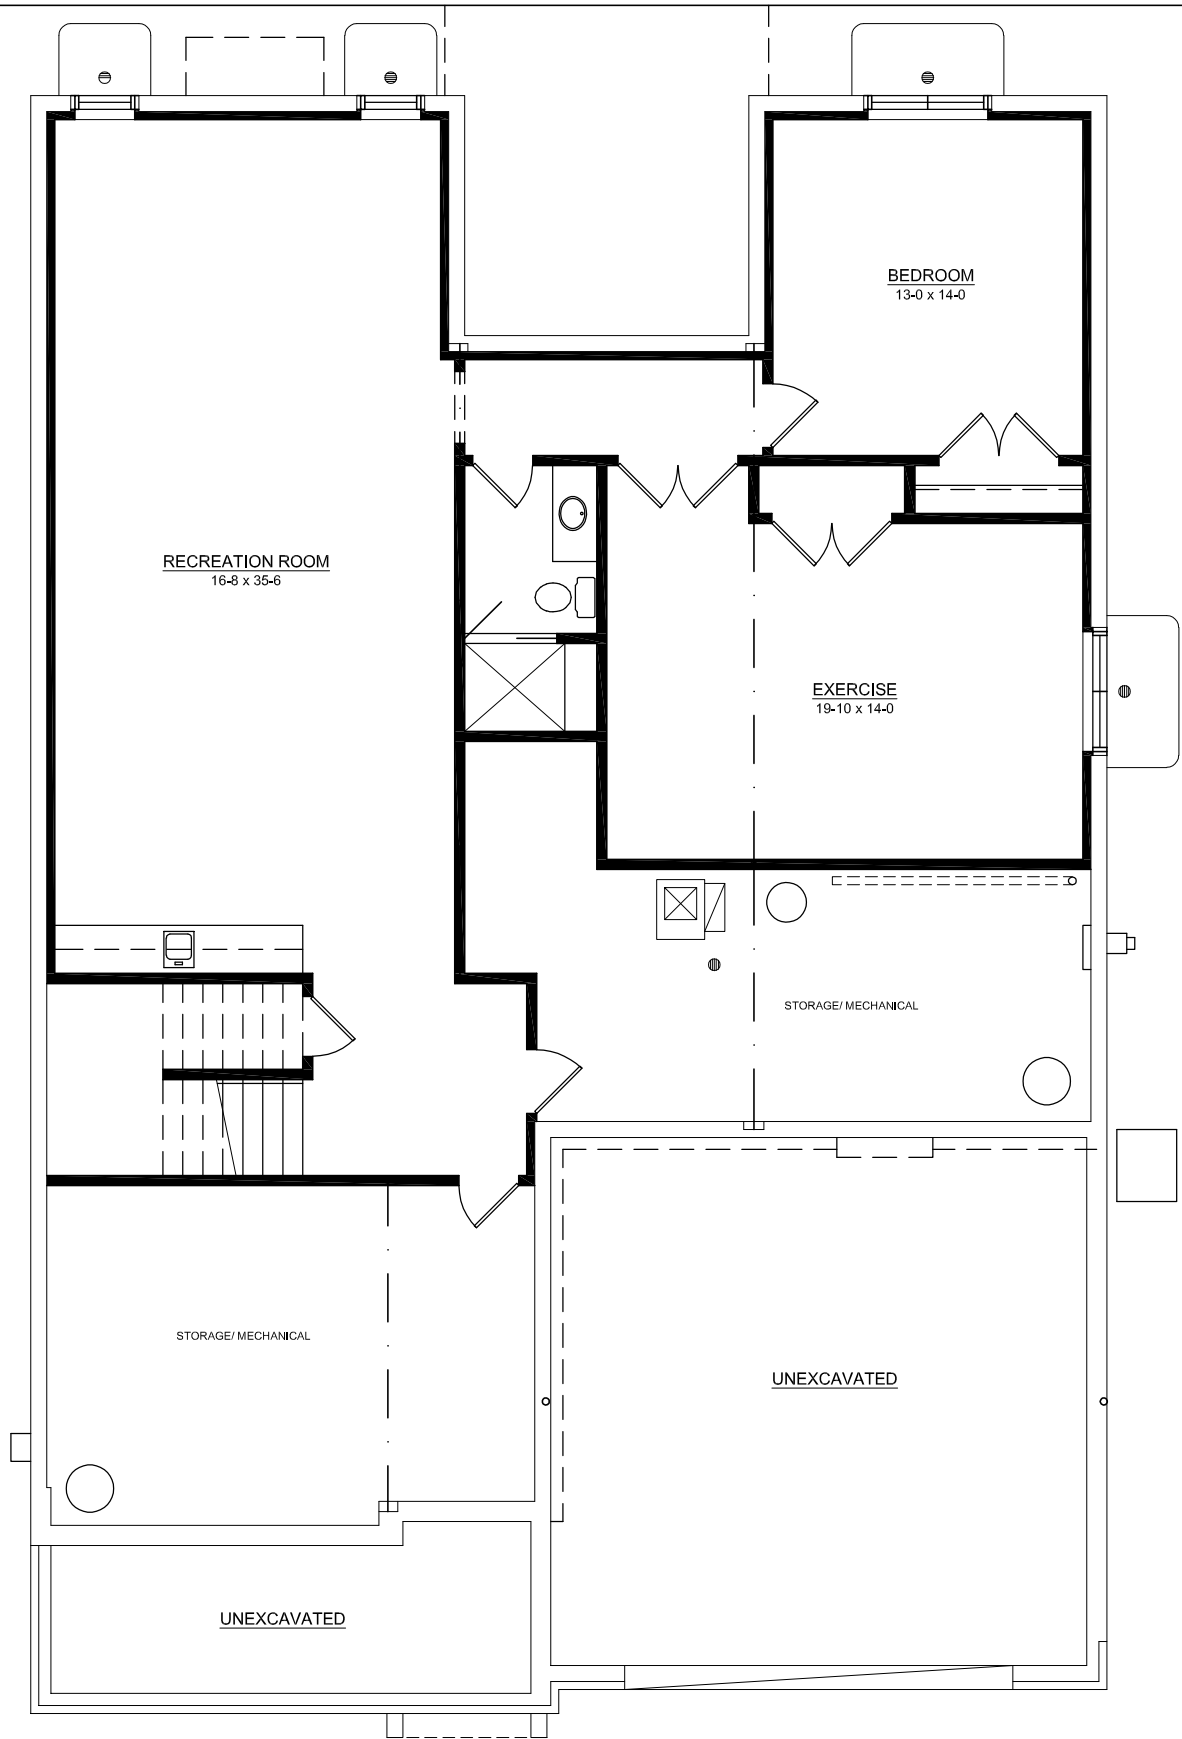 BEDROOM
13-0 x 14-0
RECREATION ROOM
16-8 x 35-6
EXERCISE
19-10 x 14-0
STORAGE/ MECHANICAL
STORAGE/ MECHANICAL
UNEXCAVATED
UNEXCAVATED